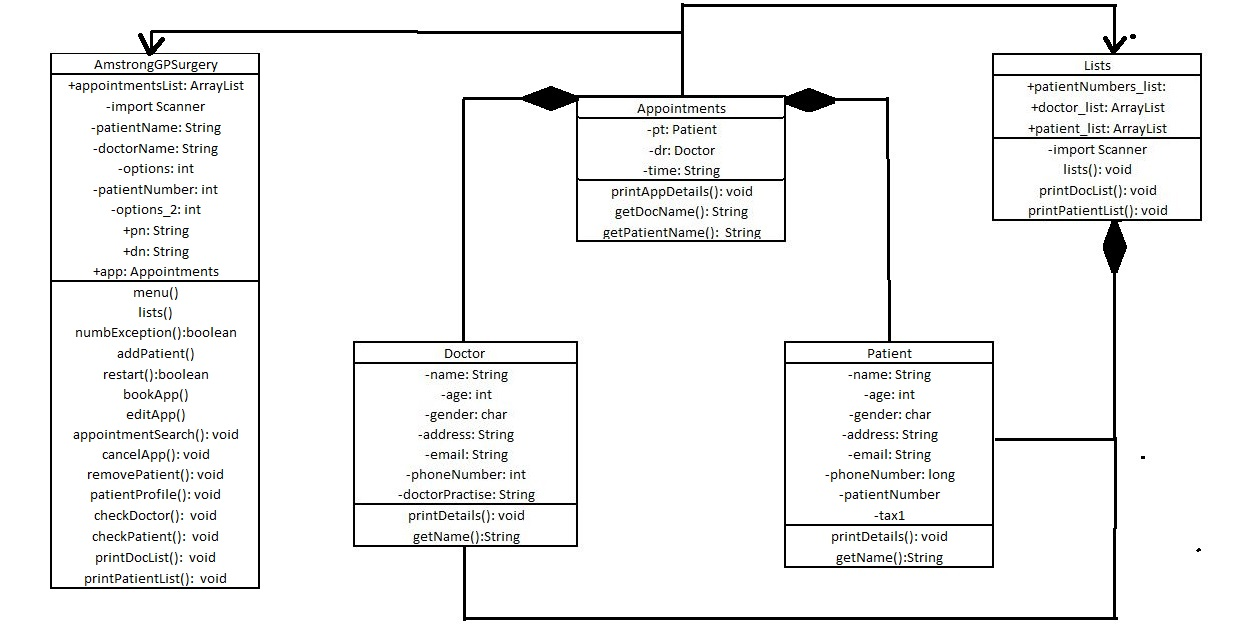 AmstrongGPSurgery
+appointmentsList: ArrayList
-import Scanner
-patientName: String
-doctorName: String
-options: int
-patientNumber: int
-options_2: int
+pn: String
+dn: String
+app: Appointments
menu()
lists()
numbException():boolean
addPatient()
restart():boolean
bookApp()
editApp()
appointmentSearch(): void
cancelApp(): void
removePatient(): void
patientProfile(): void
checkDoctor(): void
checkPatient(): void
printDocList(): void
printPatientList(): void
Appointments
-pt: Patient
-dr: Doctor
-time: String
printAppDetails(): void
getDocName(): String
getPatientName(): String
Lists
+patientNumbers_list:
+doctor_list: ArrayList
+patient_list: ArrayList
-import Scanner
lists(): void
printDocList(): void
printPatientList(): void
Doctor
-name: String
-age: int
-gender: char
-address: String
-email: String
-phoneNumber: int
-doctorPractise: String
printDetails(): void
getName():String
Patient
-name: String
-age: int
-gender: char
-address: String
-email: String
-phoneNumber: long
-patientNumber
-tax1
printDetails(): void
getName():String